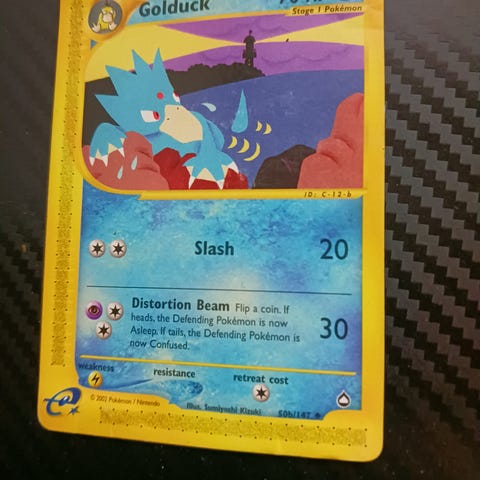 Golduck
Stage 1 Pokémon
ID: C-12-b
Slash 20
Distortion Beam Flip a coin. If
heads, the Defending Pokémon is now
Asleep. If tails, the Defending Pokémon is
now Confused.
30
weakness resistance retreat cost
© 2002 Pokémon / Nintendo
Illus. Sumiyoshi Kizuki
50b/147
e